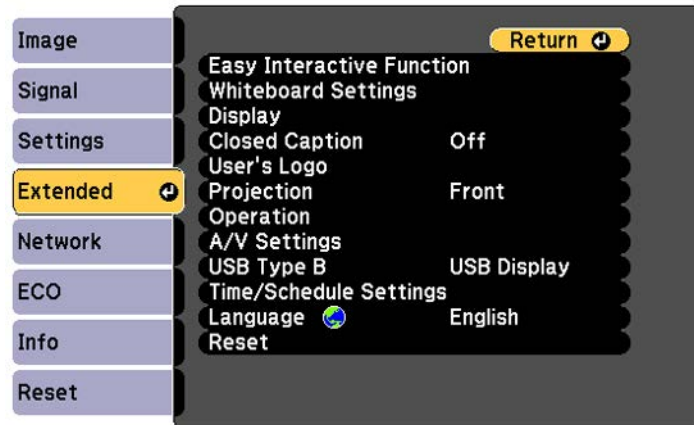 Image
Signal
Settings
Extended
Network
ECO
Info
Reset
Return
Easy Interactive Function
Whiteboard Settings
Display
Closed Caption Off
User's Logo
Projection Front
Operation
A/V Settings
USB Type B USB Display
Time/Schedule Settings
Language English
Reset